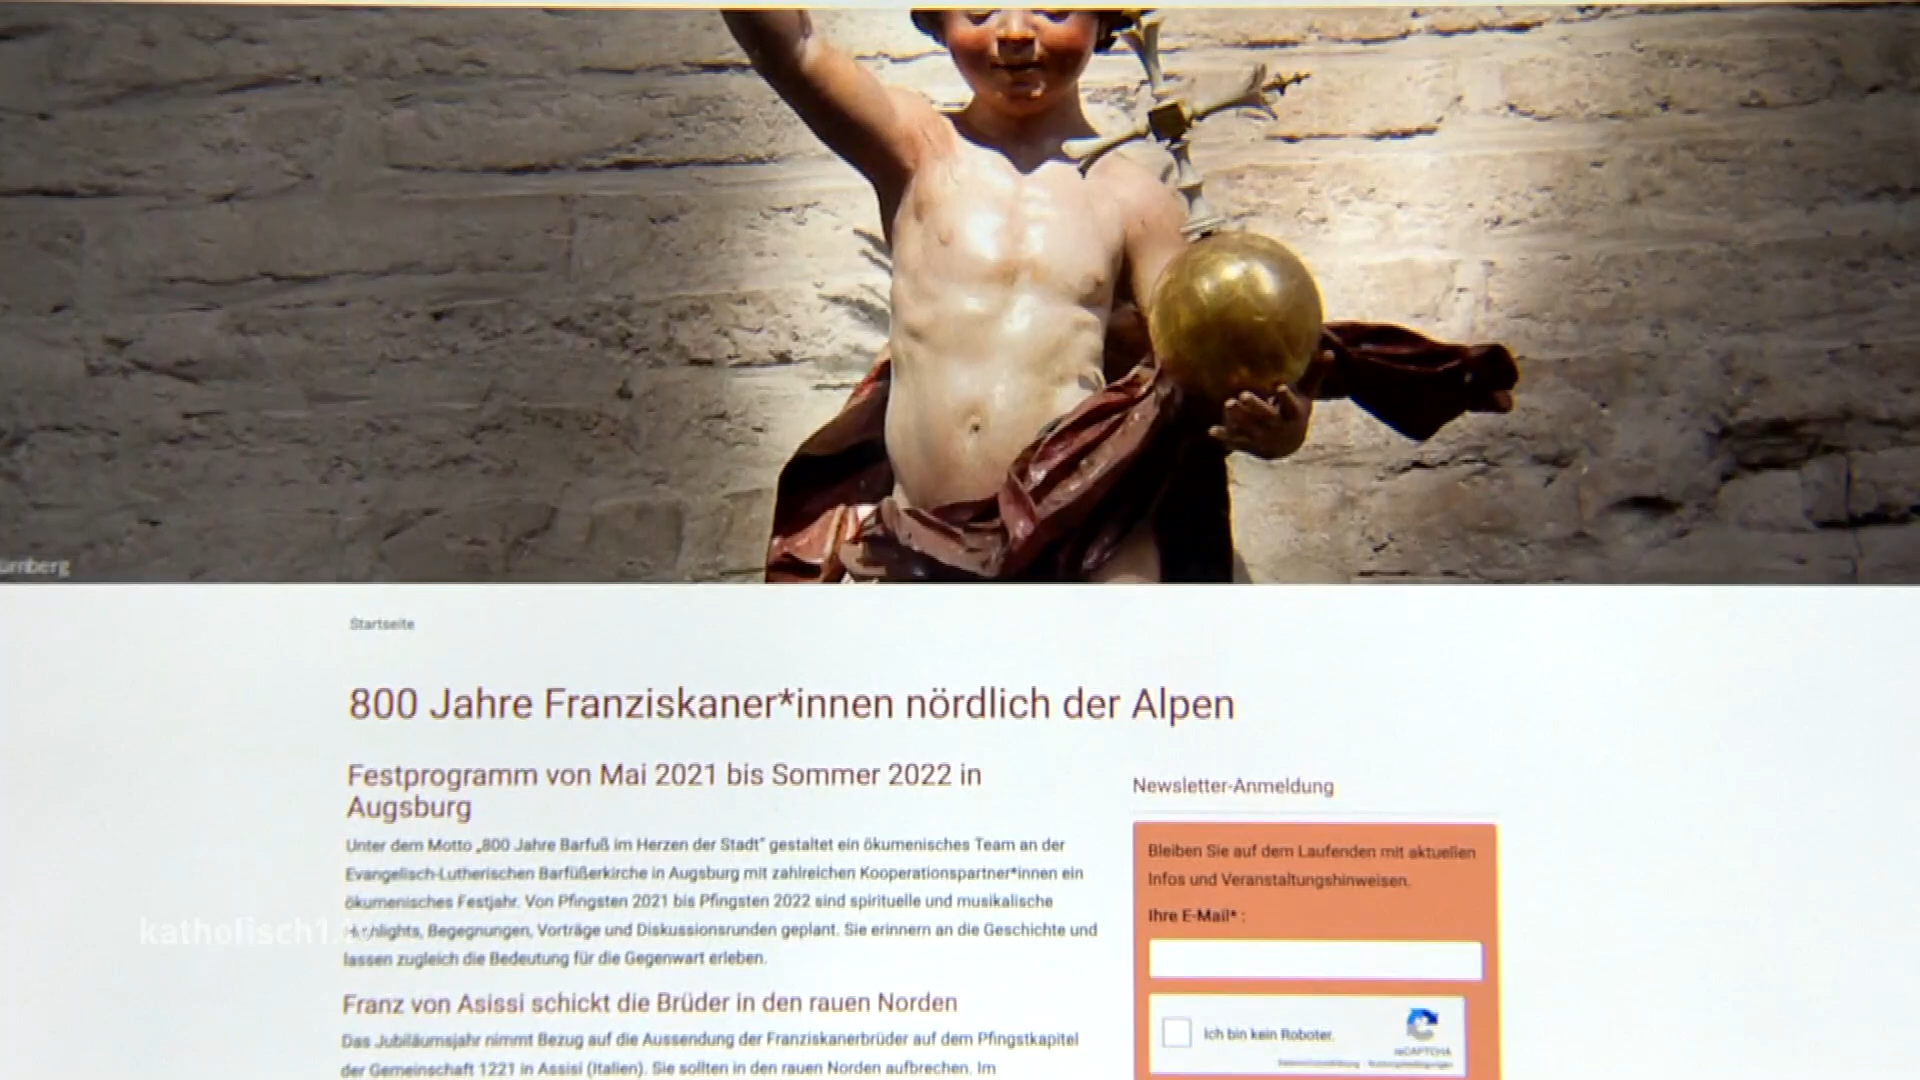 Startseite
800 Jahre Franziskaner*innen nördlich der Alpen
Festprogramm von Mai 2021 bis Sommer 2022 in
Augsburg
Unter dem Motto „800 Jahre Barfuß im Herzen der Stadt“ gestaltet ein ökumenisches Team an der
Evangelisch-Lutherischen Barfüßerkirche in Augsburg mit zahlreichen Kooperationspartner*innen ein
ökumenisches Festjahr. Von Pfingsten 2021 bis Pfingsten 2022 sind spirituelle und musikalische
Highlights, Begegnungen, Vorträge und Diskussionsrunden geplant. Sie erinnern an die Geschichte und
lassen zugleich die Bedeutung für die Gegenwart erleben.
Franz von Asissi schickt die Brüder in den rauen Norden
Das Jubiläumsjahr nimmt Bezug auf die Aussendung der Franziskanerbrüder auf dem Pfingstkapitel
der Gemeinschaft 1221 in Assisi (Italien). Sie sollten in den rauen Norden aufbrechen. Im
Newsletter-Anmeldung
Bleiben Sie auf dem Laufenden mit aktuellen
Infos und Veranstaltungshinweisen.
Ihre E-Mail* :
Ich bin kein Roboter.
reCAPTCHA
katholisch1.